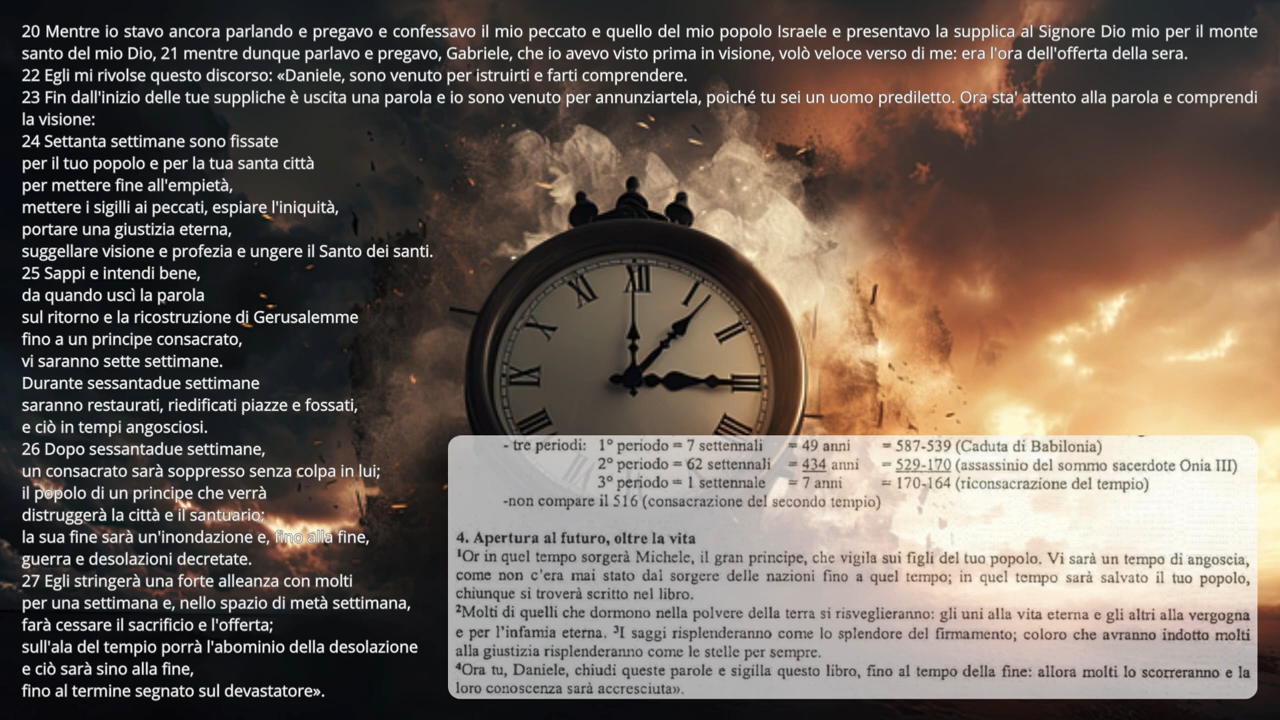 20 Mentre io stavo ancora parlando e pregavo e confessavo il mio peccato e quello del mio popolo Israele e presentavo la supplica al Signore Dio mio per il monte
santo del mio Dio, 21 mentre dunque parlavo e pregavo, Gabriele, che io avevo visto prima in visione, volò veloce verso di me: era l'ora dell'offerta della sera.
22 Egli mi rivolse questo discorso: «Daniele, sono venuto per istruirti e farti comprendere.
23 Fin dall'inizio delle tue suppliche è uscita una parola e io sono venuto per annunziartela, poiché tu sei un uomo prediletto. Ora sta' attento alla parola e comprendi
la visione:
24 Settanta settimane sono fissate
per il tuo popolo e per la tua santa città
per mettere fine all'empietà,
mettere i sigilli ai peccati, espiare l'iniquità,
portare una giustizia eterna,
suggellare visione e profezia e ungere il Santo dei santi.
25 Sappi e intendi bene,
da quando uscì la parola
sul ritorno e la ricostruzione di Gerusalemme
fino a un principe consacrato,
vi saranno sette settimane.
Durante sessantadue settimane
saranno restaurati, riedificati piazze e fossati,
e ciò in tempi angosciosi.
26 Dopo sessantadue settimane,
un consacrato sarà soppresso senza colpa in lui;
il popolo di un principe che verrà
distruggerà la città e il santuario;
la sua fine sarà un'inondazione e, fino alla fine,
guerra e desolazioni decretate.
27 Egli stringerà una forte alleanza con molti
per una settimana e, nello spazio di metà settimana,
farà cessare il sacrificio e l'offerta;
sull'ala del tempio porrà l'abominio della desolazione
e ciò sarà sino alla fine,
fino al termine segnato sul devastatore».
XII I II III IIII VIII IX X XI
- tre periodi: 1° periodo = 7 settennali = 49 anni = 587-539 (Caduta di Babilonia)
2° periodo = 62 settennali = 434 anni = 529-170 (assassinio del sommo sacerdote Onia III)
3° periodo = 1 settennale = 7 anni = 170-164 (riconsacrazione del tempio)
-non compare il 516 (consacrazione del secondo tempio)
4. Apertura al futuro, oltre la vita
¹Or in quel tempo sorgerà Michele, il gran principe, che vigila sui figli del tuo popolo. Vi sarà un tempo di angoscia,
come non c'era mai stato dal sorgere delle nazioni fino a quel tempo; in quel tempo sarà salvato il tuo popolo,
chiunque si troverà scritto nel libro.
²Molti di quelli che dormono nella polvere della terra si risveglieranno: gli uni alla vita eterna e gli altri alla vergogna
e per l'infamia eterna. ³I saggi risplenderanno come lo splendore del firmamento; coloro che avranno indotto molti
alla giustizia risplenderanno come le stelle per sempre.
⁴Ora tu, Daniele, chiudi queste parole e sigilla questo libro, fino al tempo della fine: allora molti lo scorreranno e la
loro conoscenza sarà accresciuta».